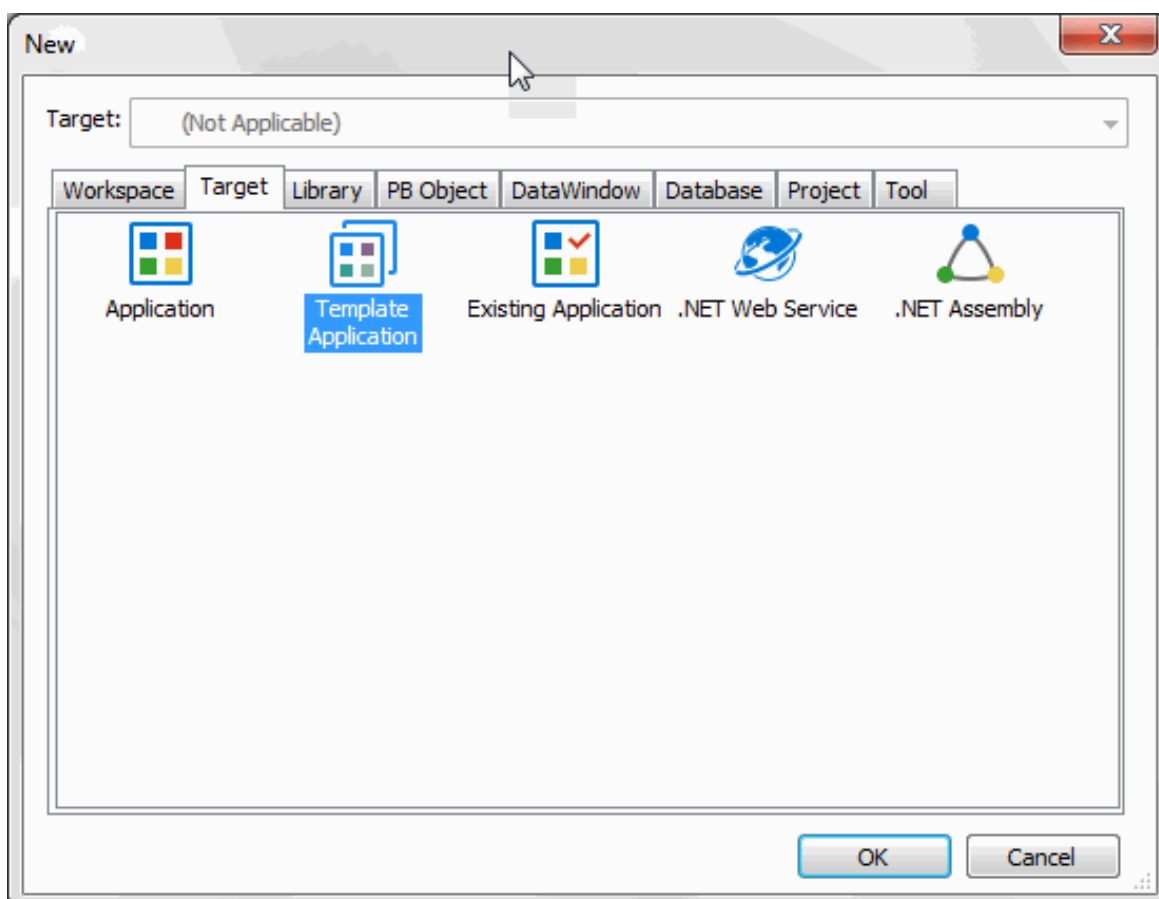 New
Target: (Not Applicable)
Workspace Target Library PB Object DataWindow Database Project Tool
Application Template Existing Application .NET Web Service .NET Assembly
Application
OK Cancel